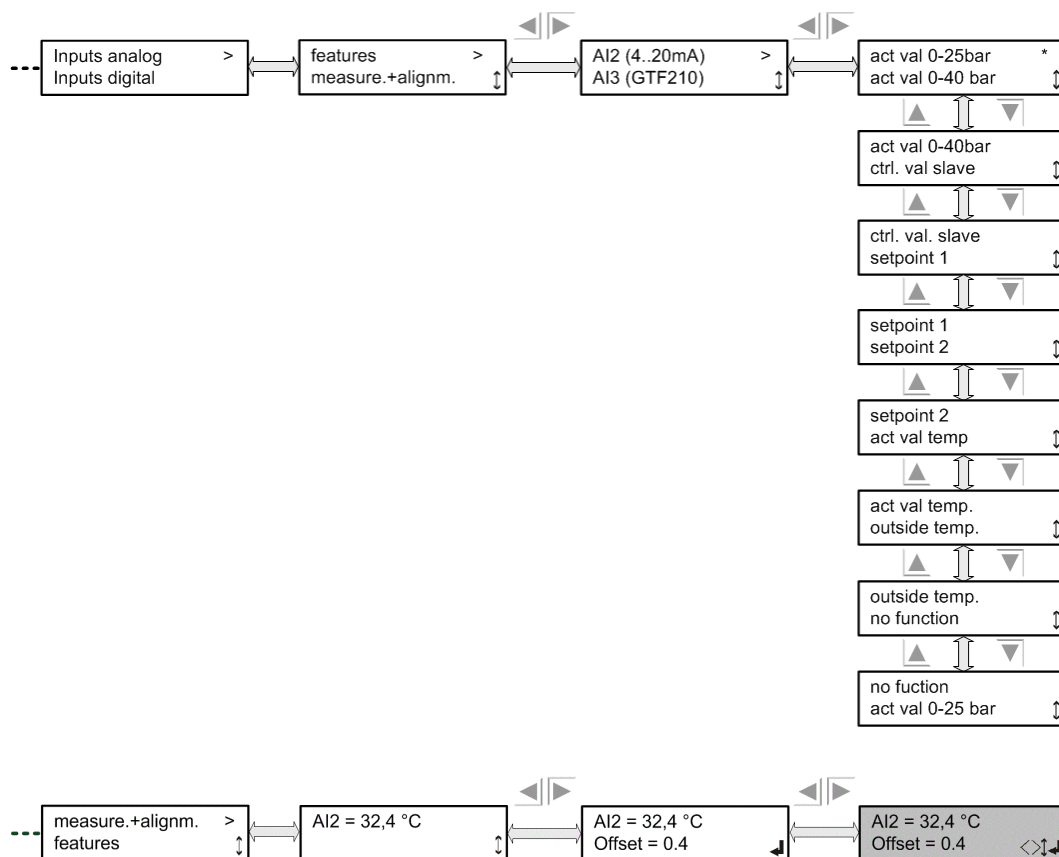 Inputs analog >
Inputs digital
features >
measure.+alignm.
AI2 (4..20mA) >
AI3 (GTF210)
act val 0-25bar *
act val 0-40 bar
act val 0-40bar
ctrl. val slave
ctrl. val. slave
setpoint 1
setpoint 1
setpoint 2
setpoint 2
act val temp
act val temp.
outside temp.
outside temp.
no function
no fuction
act val 0-25 bar
measure.+alignm. >
features
AI2 = 32,4 °C
AI2 = 32,4 °C
Offset = 0.4
AI2 = 32,4 °C
Offset = 0.4